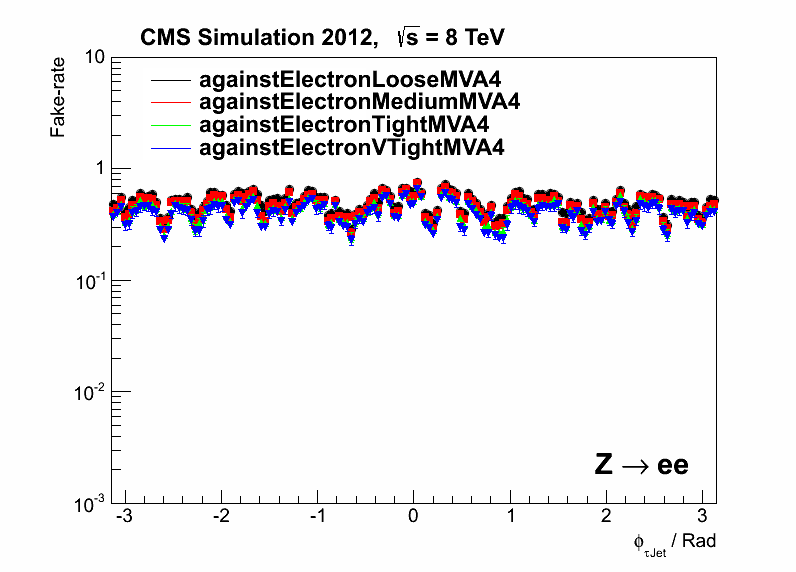 CMS Simulation 2012, √s = 8 TeV
Fake-rate
10
1
10^-1
10^-2
10^-3
againstElectronLooseMVA4
againstElectronMediumMVA4
againstElectronTightMVA4
againstElectronVTightMVA4
Z → ee
-3 -2 -1 0 1 2 3
ϕ_τJet / Rad